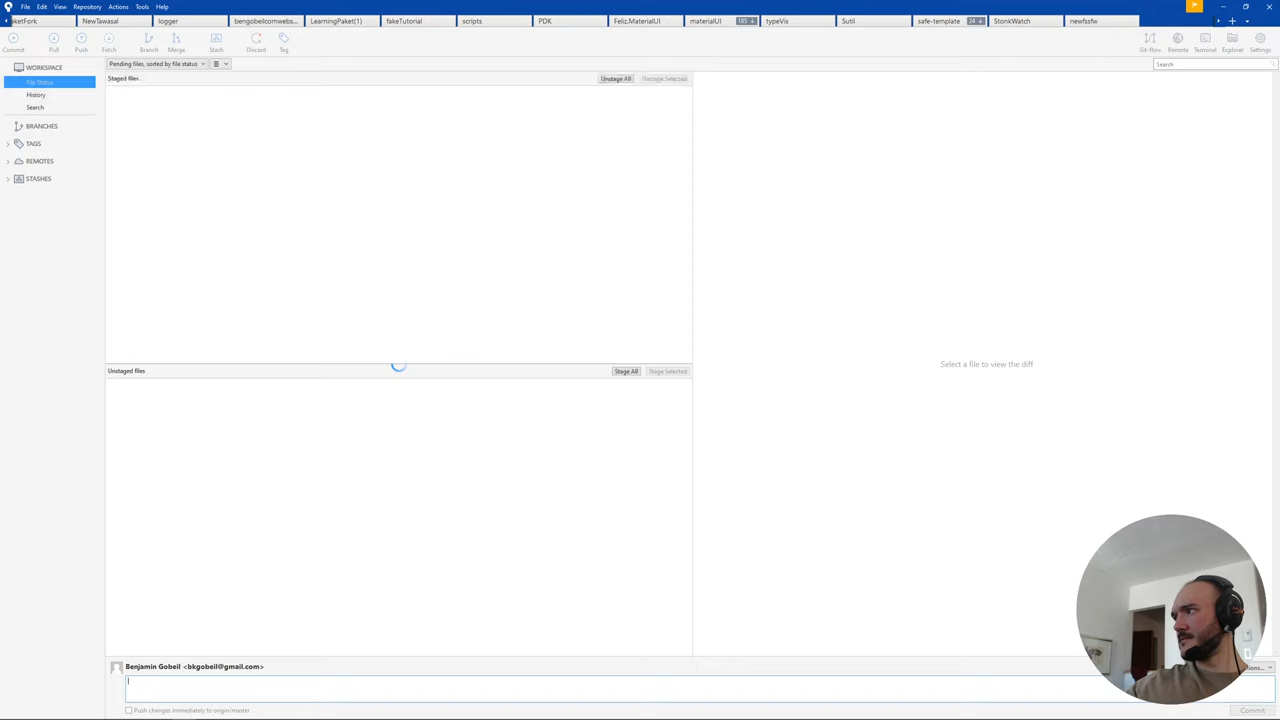 File Edit View Repository Actions Tools Help
ketFork NewTawasal logger bengobeilcomwebs... LearningPaket(1) fakeTutorial scripts PDK Feliz.MaterialUI materialUI 185 typeVis Sutil safe-template 24 StonkWatch newfssfw
Commit Pull Push Fetch Branch Merge Stash Discard Tag Git-flow Remote Terminal Explorer Settings
WORKSPACE
File Status
History
Search
BRANCHES
TAGS
REMOTES
STASHES
Pending files, sorted by file status
Search
Staged files
Unstage All Unstage Selected
Unstaged files
Stage All Stage Selected
Select a file to view the diff
Benjamin Gobeil <bkgobeil@gmail.com>
Push changes immediately to origin/master
Commit